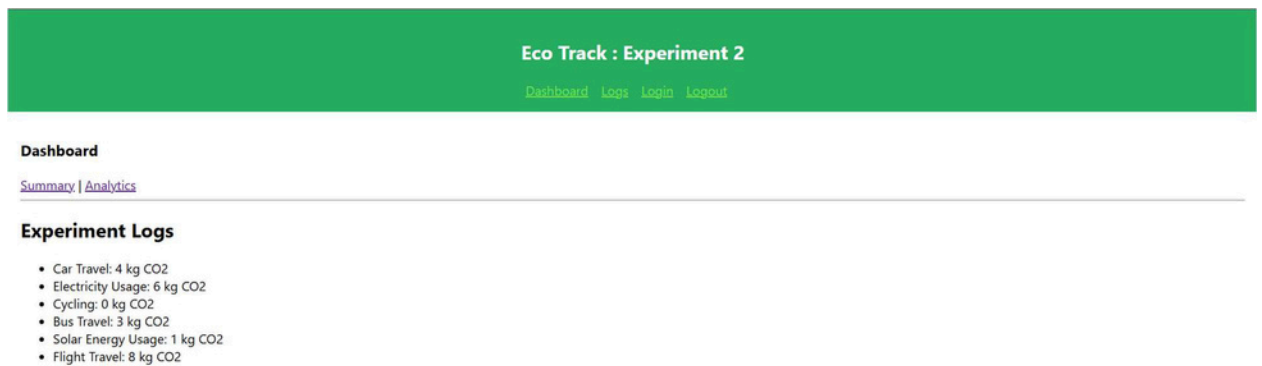 Eco Track : Experiment 2
Dashboard Logs Login Logout
Dashboard
Summary | Analytics
Experiment Logs
• Car Travel: 4 kg CO2
• Electricity Usage: 6 kg CO2
• Cycling: 0 kg CO2
• Bus Travel: 3 kg CO2
• Solar Energy Usage: 1 kg CO2
• Flight Travel: 8 kg CO2